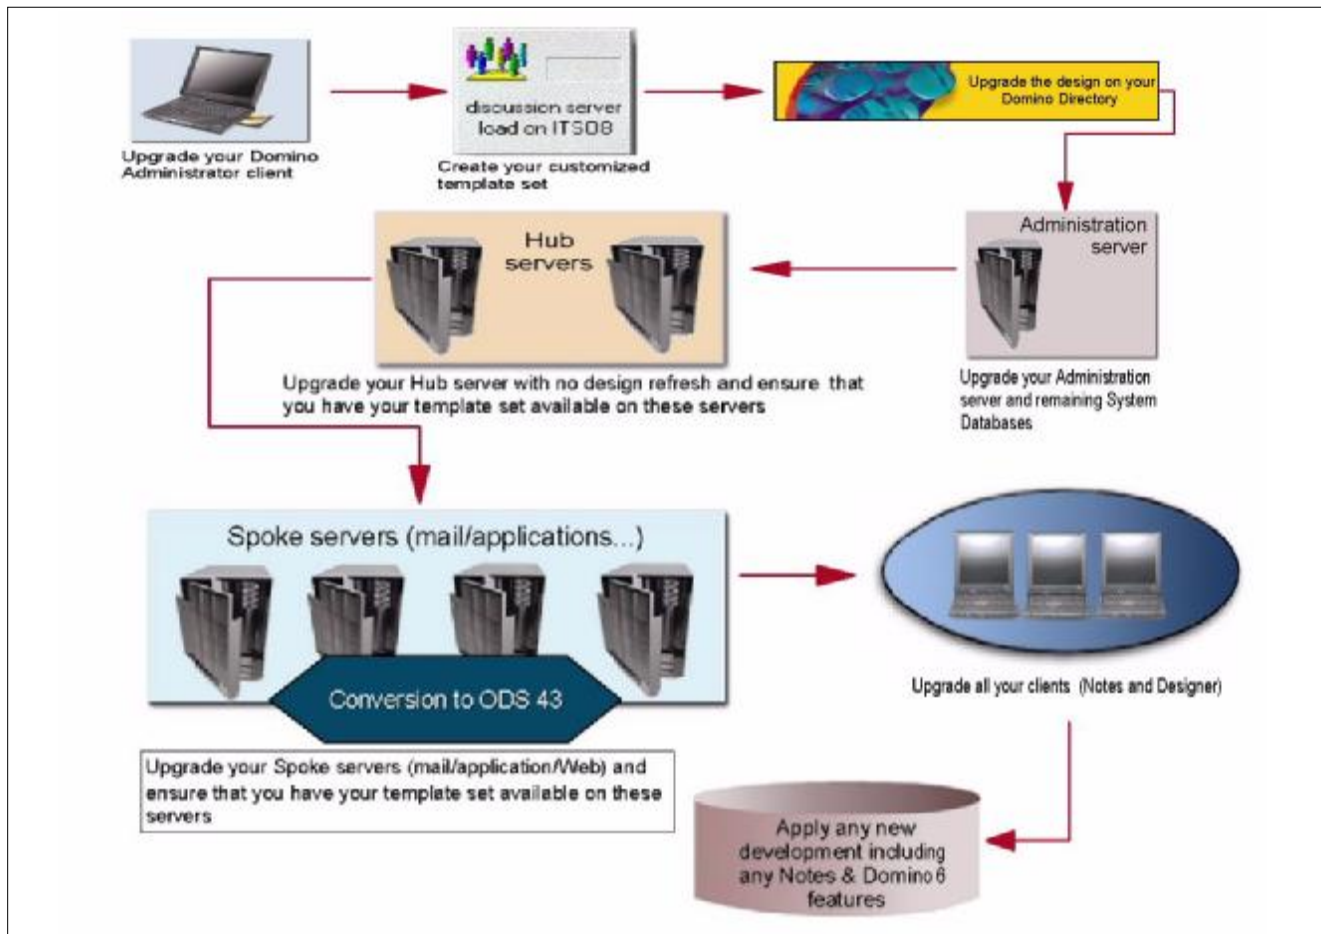 Upgrade your Domino
Administrator client
discussion server
load on ITSO8
Create your customized
template set
Upgrade the design on your
Domino Directory
Administration
server
Upgrade your Administration
server and remaining System
Databases
Hub
servers
Upgrade your Hub server with no design refresh and ensure that
you have your template set available on these servers
Spoke servers (mail/applications...)
Conversion to ODS 43
Upgrade your Spoke servers (mail/application/Web) and
ensure that you have your template set available on these
servers
Upgrade all your clients (Notes and Designer)
Apply any new
development including
any Notes & Domino 6
features